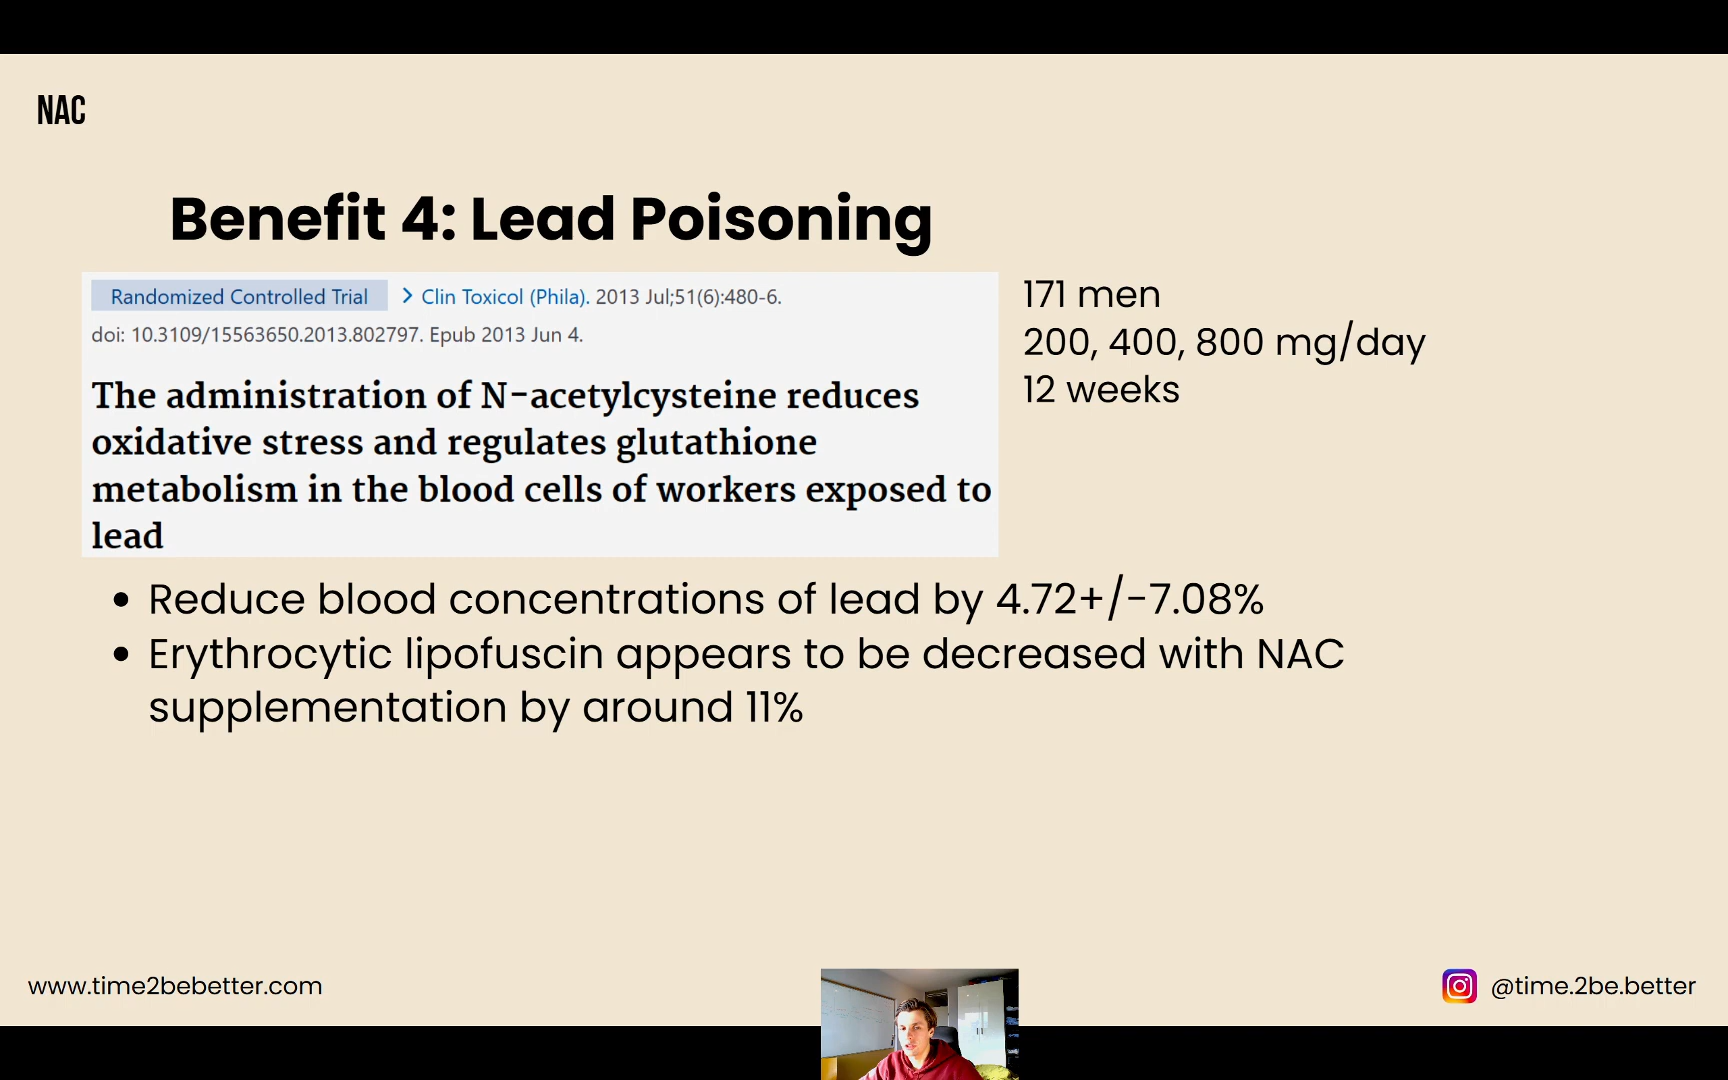 NAC
Benefit 4: Lead Poisoning
Randomized Controlled Trial > Clin Toxicol (Phila). 2013 Jul;51(6):480-6.
doi: 10.3109/15563650.2013.802797. Epub 2013 Jun 4.
The administration of N-acetylcysteine reduces
oxidative stress and regulates glutathione
metabolism in the blood cells of workers exposed to
lead
171 men
200, 400, 800 mg/day
12 weeks
• Reduce blood concentrations of lead by 4.72+/-7.08%
• Erythrocytic lipofuscin appears to be decreased with NAC
supplementation by around 11%
www.time2bebetter.com
@time.2be.better